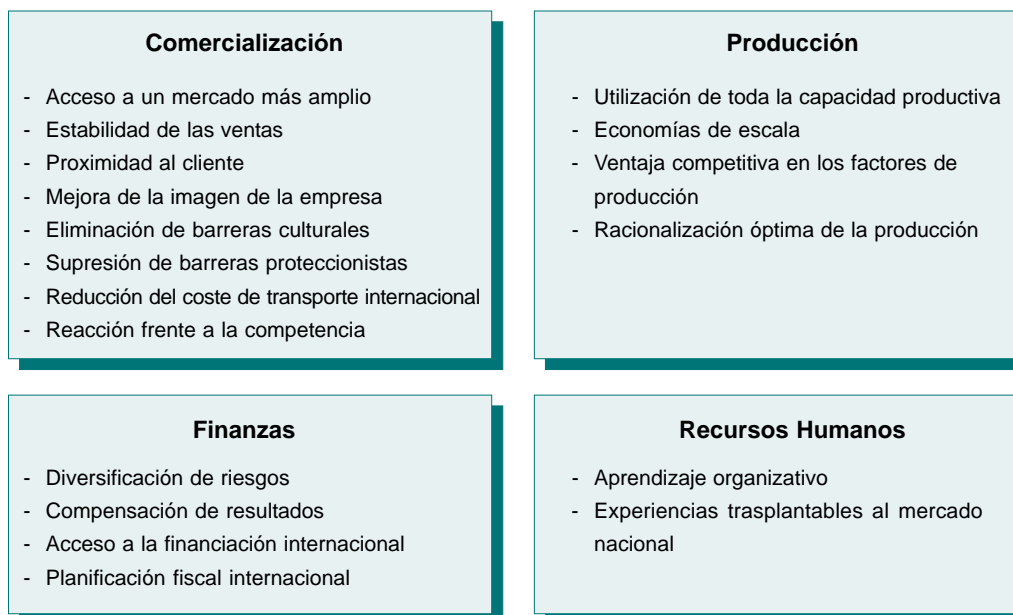 Comercialización
- Acceso a un mercado más amplio
- Estabilidad de las ventas
- Proximidad al cliente
- Mejora de la imagen de la empresa
- Eliminación de barreras culturales
- Supresión de barreras proteccionistas
- Reducción del coste de transporte internacional
- Reacción frente a la competencia
Producción
- Utilización de toda la capacidad productiva
- Economías de escala
- Ventaja competitiva en los factores de
producción
- Racionalización óptima de la producción
Finanzas
- Diversificación de riesgos
- Compensación de resultados
- Acceso a la financiación internacional
- Planificación fiscal internacional
Recursos Humanos
- Aprendizaje organizativo
- Experiencias trasplantables al mercado
nacional